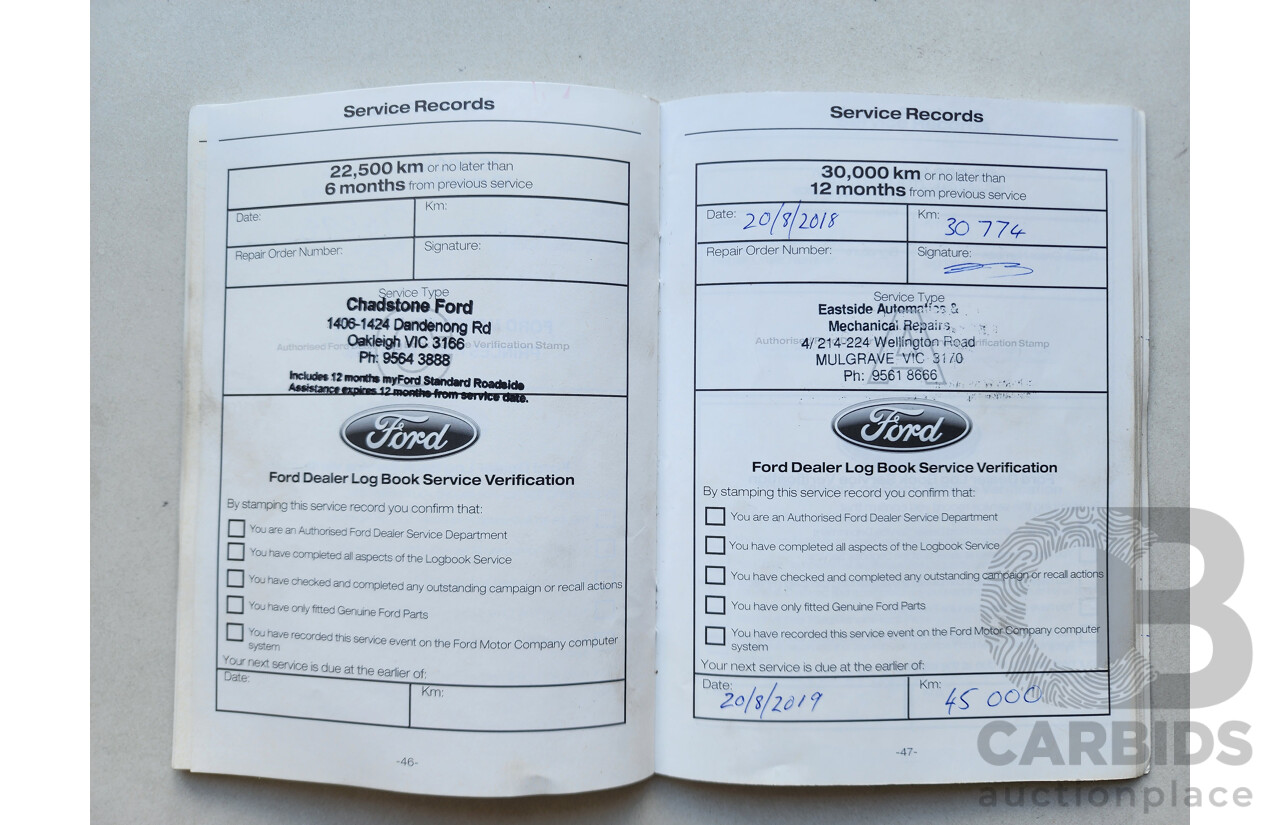 Service Records
22,500 km or no later than
6 months from previous service
Date:
Km:
Repair Order Number:
Signature:
Service Type
Chadstone Ford
1406-1424 Dandenong Rd
Oakleigh VIC 3166
Authorised Ford Verification Stamp
Ph: 9564 3888
Includes 12 months myFord Standard Roadside
Assistance expires 12 months from service date.
Ford
Ford Dealer Log Book Service Verification
By stamping this service record you confirm that:
You are an Authorised Ford Dealer Service Department
You have completed all aspects of the Logbook Service
You have checked and completed any outstanding campaign or recall actions
You have only fitted Genuine Ford Parts
You have recorded this service event on the Ford Motor Company computer
system
Your next service is due at the earlier of:
Date:
Km:
-46-
Service Records
30,000 km or no later than
12 months from previous service
Date: 20/8/2018
Km: 30 774
Repair Order Number:
Signature:
Service Type
Eastside Automatics &
Mechanical Repairs
4/ 214-224 Wellington Road
MULGRAVE VIC 3170
Ph: 9561 8666
A
Ford
Ford Dealer Log Book Service Verification
By stamping this service record you confirm that:
You are an Authorised Ford Dealer Service Department
You have completed all aspects of the Logbook Service
You have checked and completed any outstanding campaign or recall actions
You have only fitted Genuine Ford Parts
You have recorded this service event on the Ford Motor Company computer
system
Your next service is due at the earlier of:
Date: 20/8/2019
Km: 45 000
-47-
CB
CARBIDS
auctionplace